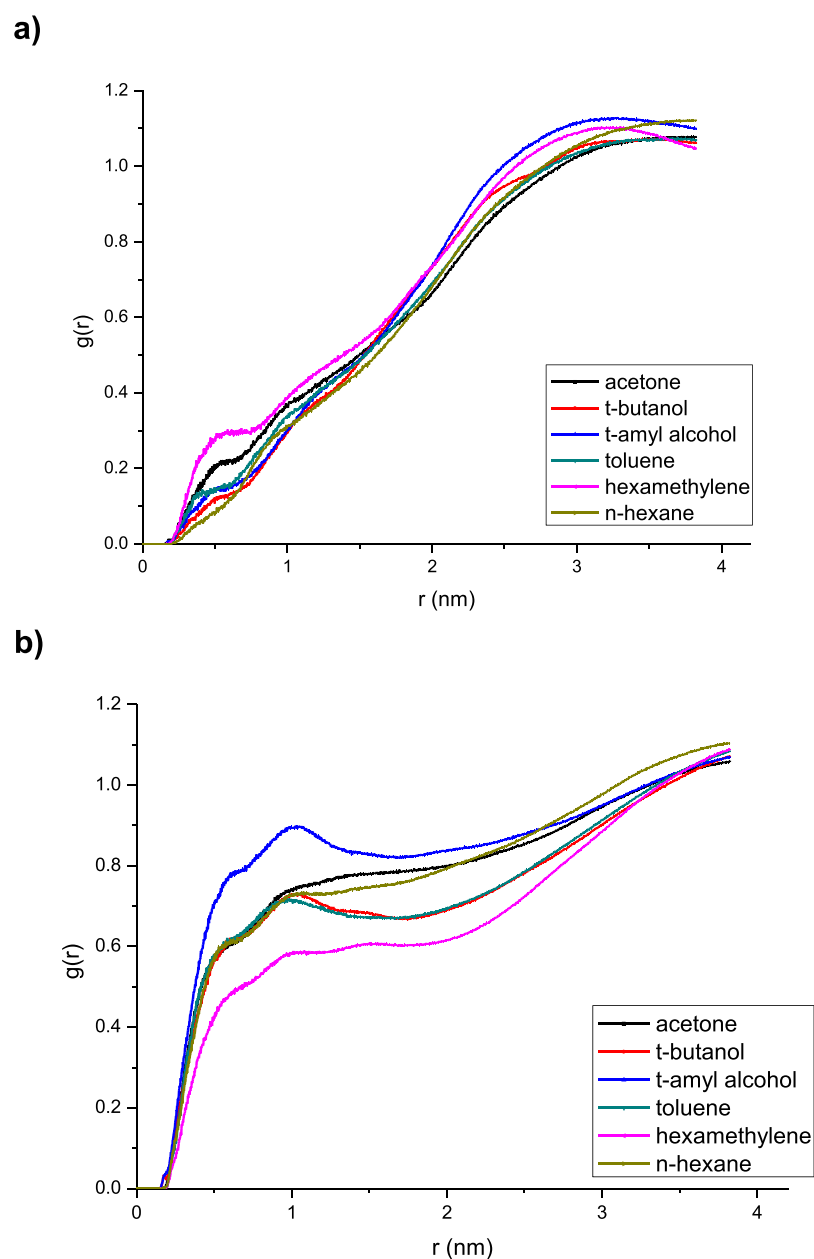 a)
1.2
1.0
0.8
0.6
0.4
0.2
0.0
g(r)
0 1 2 3 4
r (nm)
acetone
t-butanol
t-amyl alcohol
toluene
hexamethylene
n-hexane
b)
1.2
1.0
0.8
0.6
0.4
0.2
0.0
g(r)
0 1 2 3 4
r (nm)
acetone
t-butanol
t-amyl alcohol
toluene
hexamethylene
n-hexane